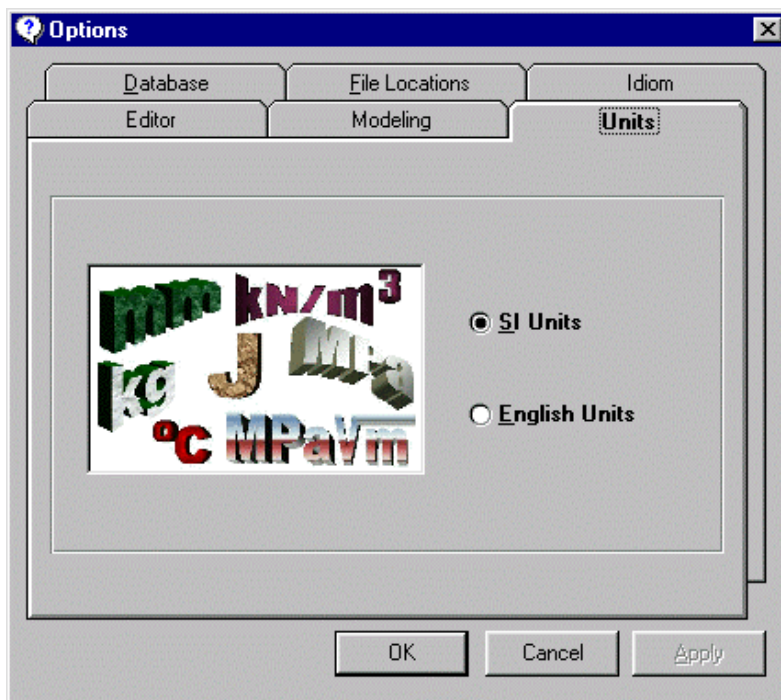 Options
Database File Locations Idiom
Editor Modeling Units
mm kN/m³
J MPa
kg
ºC MPa√m
SI Units
English Units
OK Cancel Apply